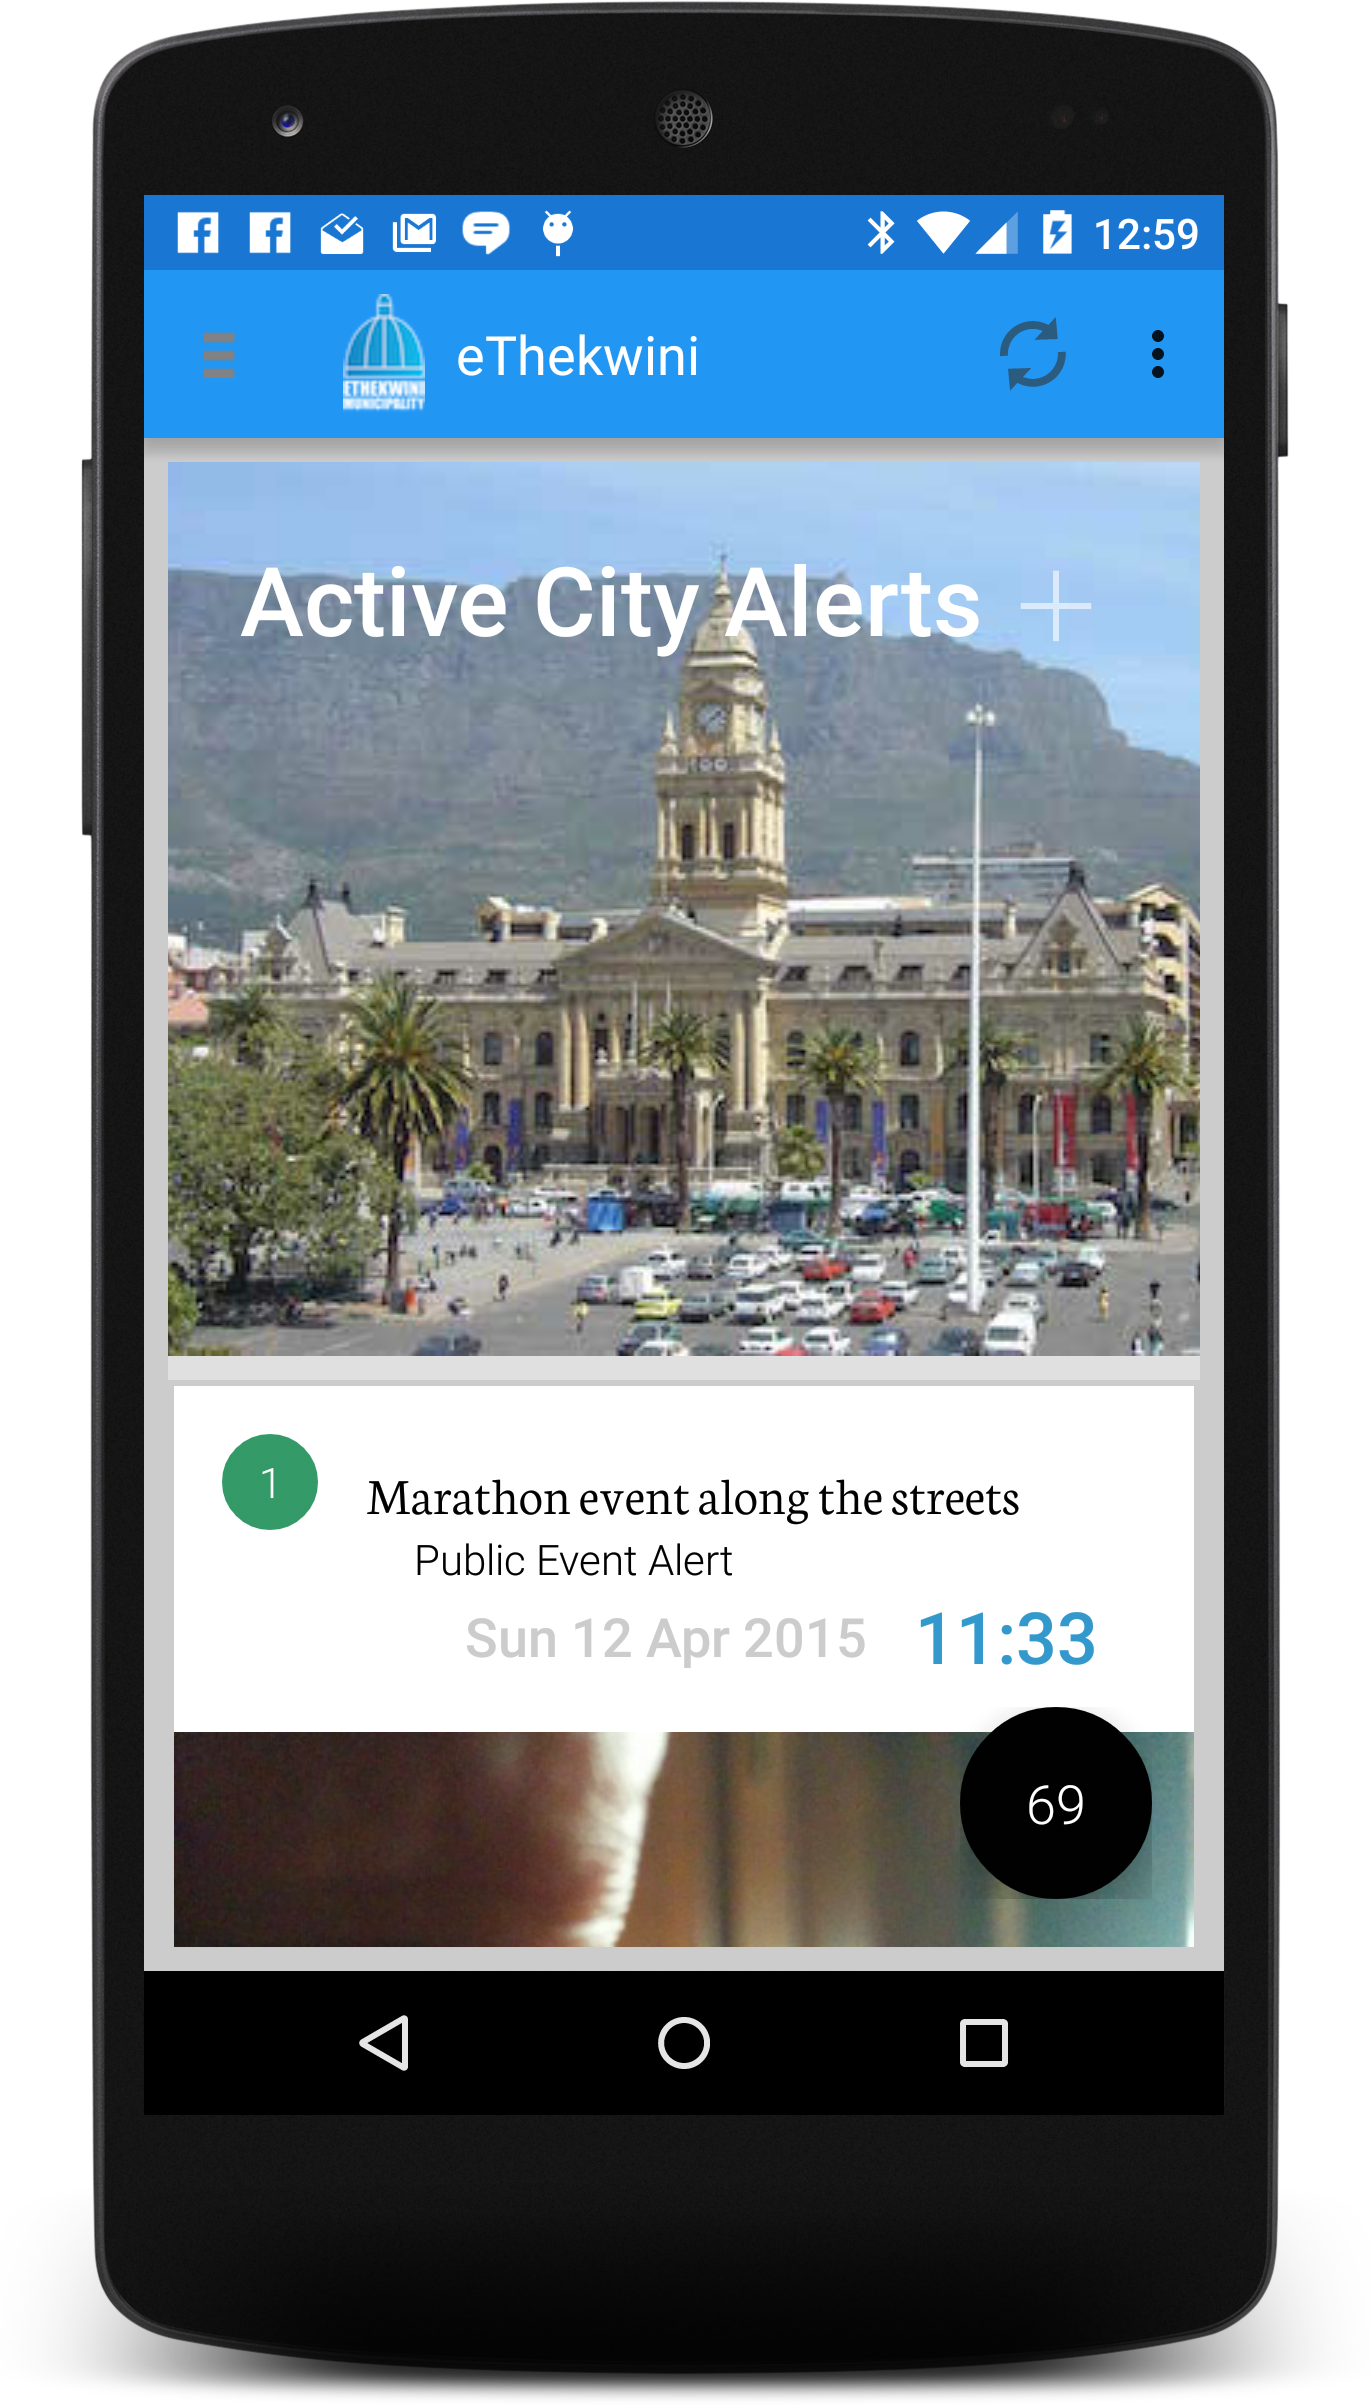 12:59
ETHEKWINI
MUNICIPALITY
eThekwini
Active City Alerts
1
Marathon event along the streets
Public Event Alert
Sun 12 Apr 2015 11:33
69